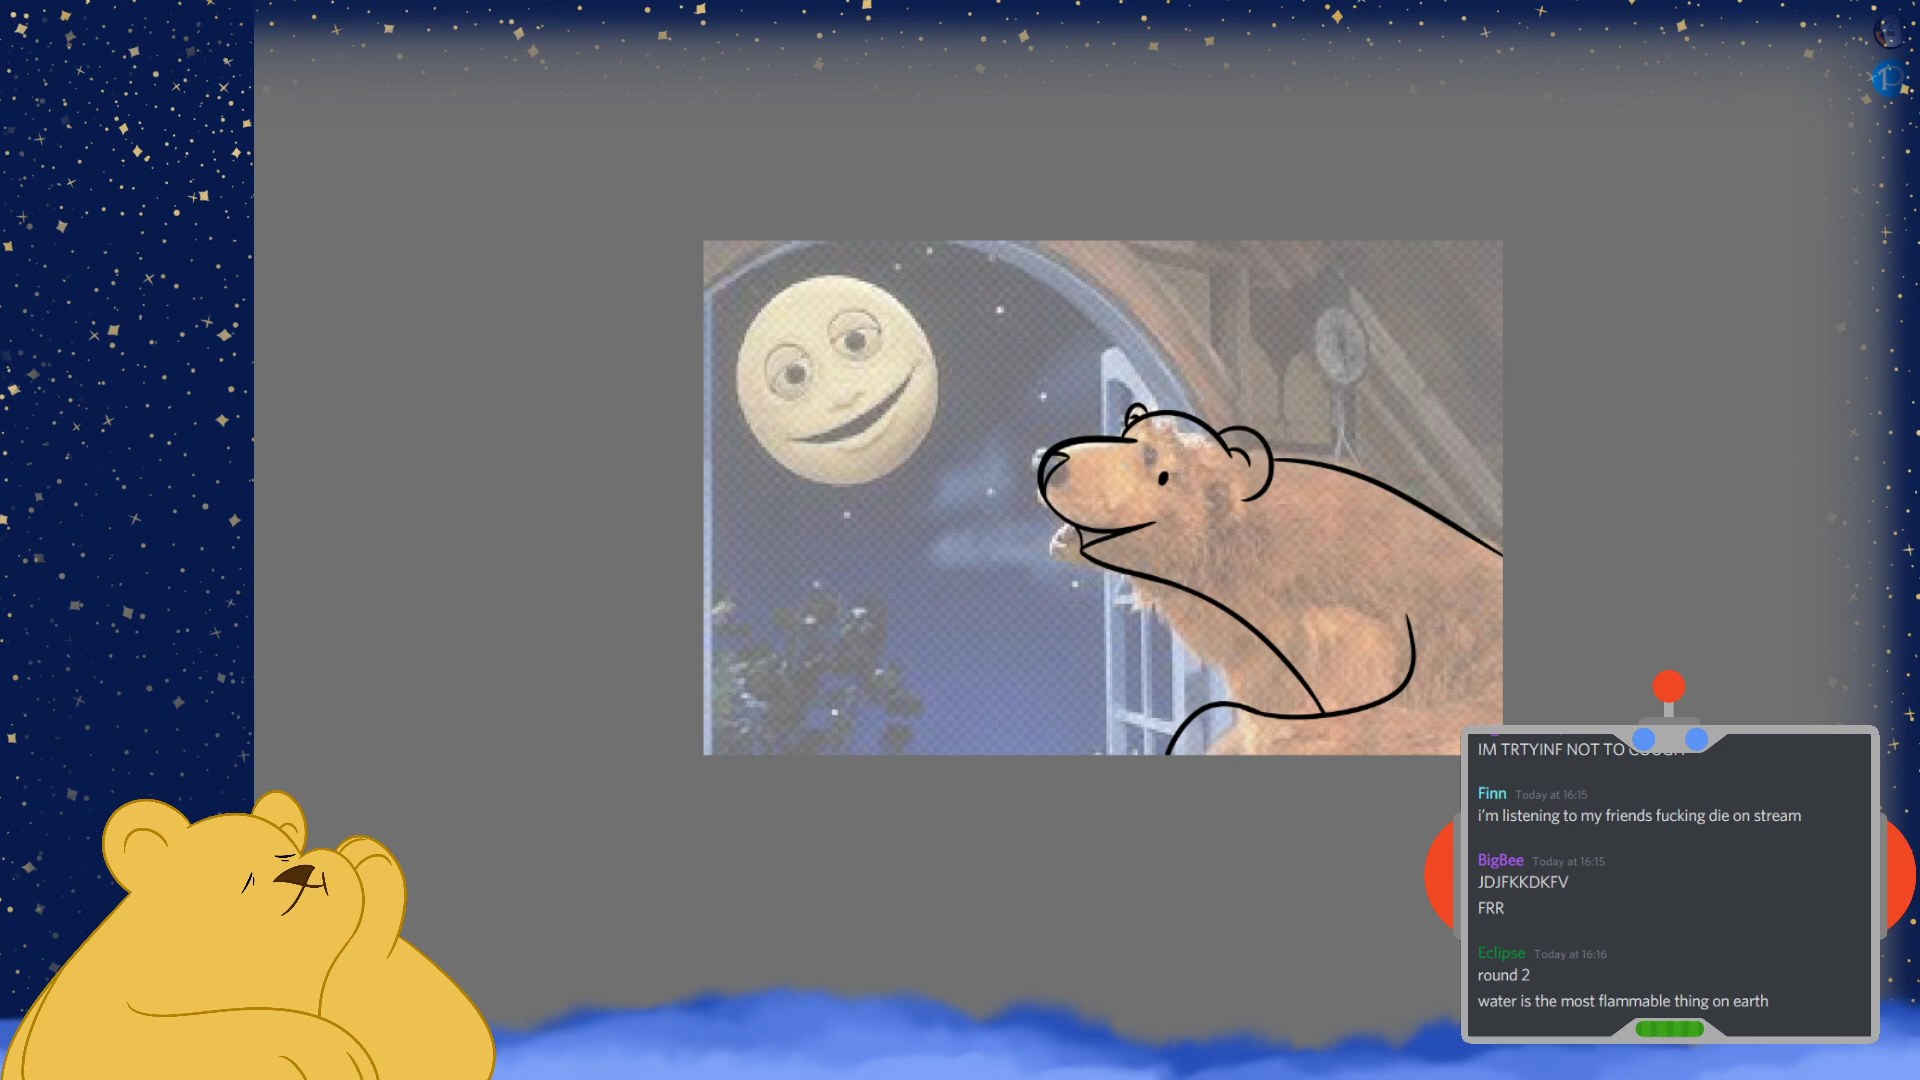 IM TRTYINF NOT TO COUGH
Finn Today at 16:15
i'm listening to my friends fucking die on stream
BigBee Today at 16:15
JDJFKKDKFV
FRR
Eclipse Today at 16:16
round 2
water is the most flammable thing on earth